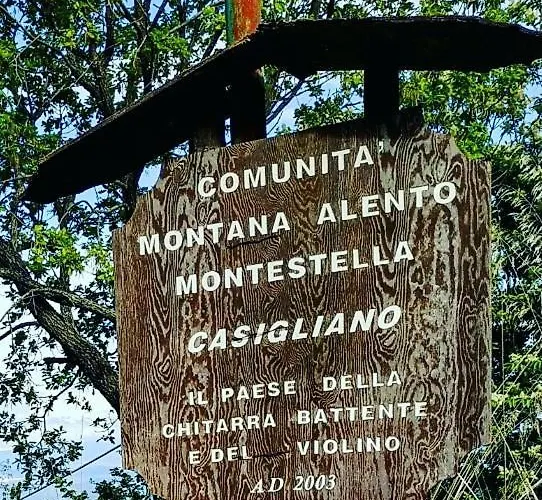 COMUNITA'
MONTANA ALENTO
MONTESTELLA
CASIGLIANO
IL PAESE DELLA
CHITARRA BATTENTE
E DEL VIOLINO
A.D. 2003